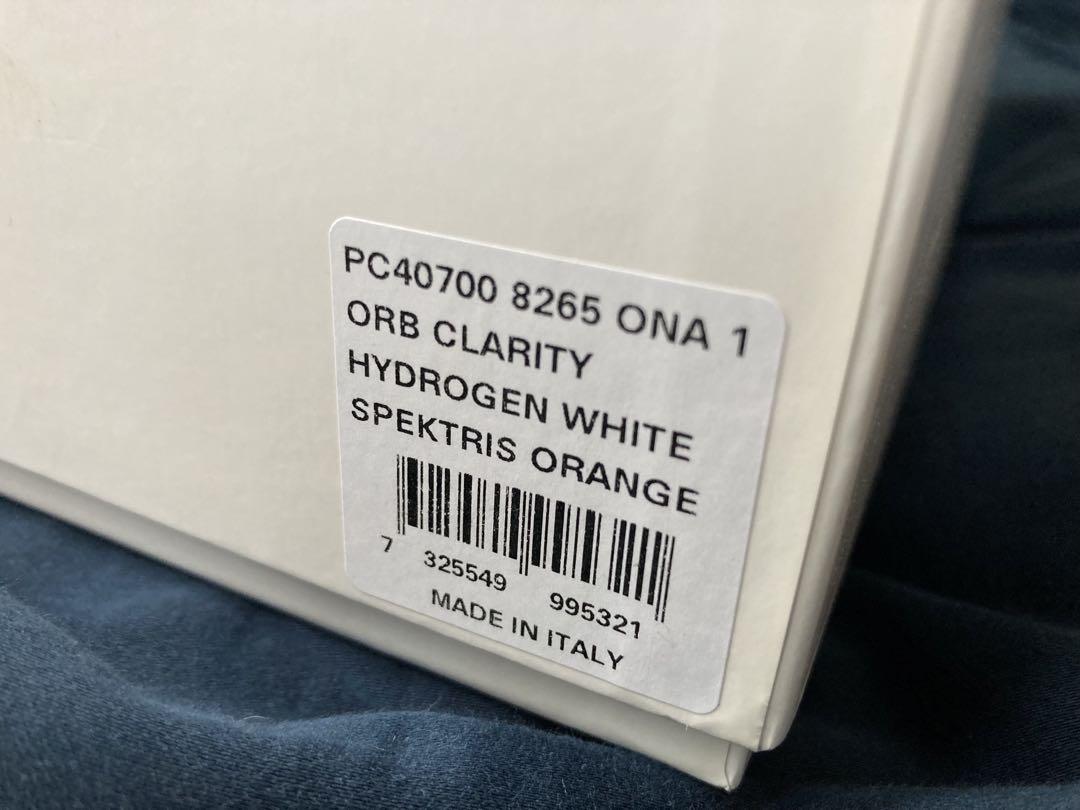 PC40700 8265 ONA 1
ORB CLARITY
HYDROGEN WHITE
SPEKTRIS ORANGE
7 325549 995321
MADE IN ITALY